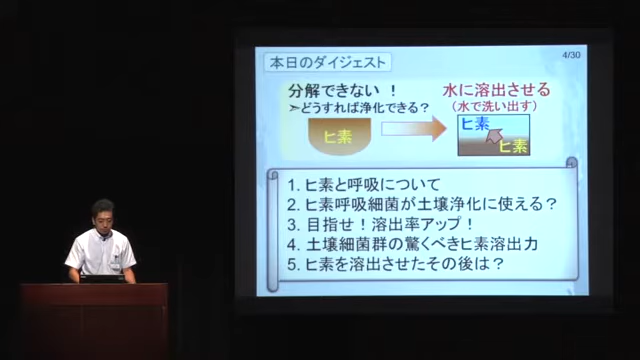 本日のダイジェスト
4/30
分解できない！
➣どうすれば浄化できる？
ヒ素
水に溶出させる
（水で洗い出す）
ヒ素
ヒ素
1. ヒ素と呼吸について
2. ヒ素呼吸細菌が土壌浄化に使える？
3. 目指せ！溶出率アップ！
4. 土壌細菌群の驚くべきヒ素溶出力
5. ヒ素を溶出させたその後は？